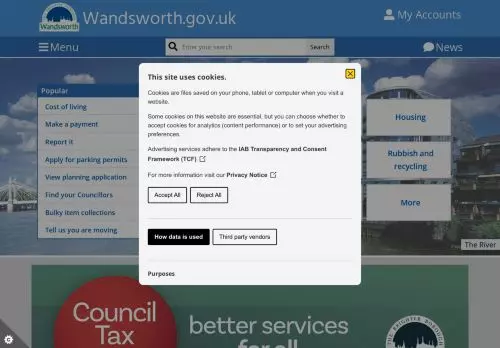 Wandsworth
Wandsworth.gov.uk
My Accounts
Menu
Enter your search
Search
News
Popular
Cost of living
Make a payment
Report it
Apply for parking permits
View planning application
Find your Councillors
Bulky item collections
Tell us you are moving
This site uses cookies.
Cookies are files saved on your phone, tablet or computer when you visit a
website.
Some cookies on this website are essential, but you can choose whether to
accept cookies for analytics (content performance) or to set your advertising
preferences.
Advertising services adhere to the IAB Transparency and Consent
Framework (TCF)
For more information visit our Privacy Notice
Accept All
Reject All
How data is used
Third party vendors
Purposes
Housing
Rubbish and
recycling
More
The River
Council
Tax
better services
for all
THE BRIGHTER BOROUGH